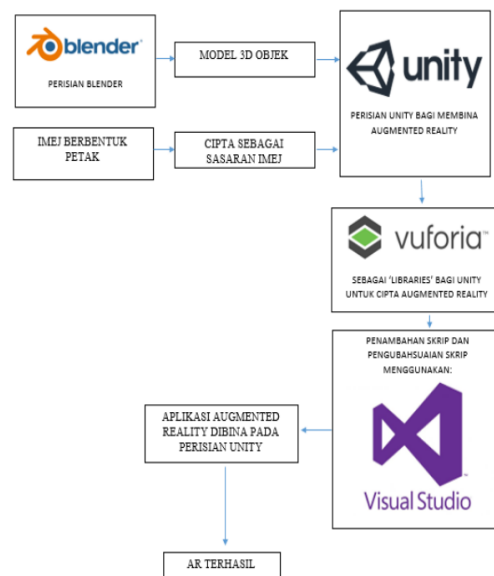 blender
PERISIAN BLENDER
MODEL 3D OBJEK
unity
PERISIAN UNITY BAGI MEMBINA
AUGMENTED REALITY
IMEJ BERBENTUK
PETAK
CIPTA SEBAGAI
SASARAN IMEJ
vuforia™
SEBAGAI 'LIBRARIES' BAGI UNITY
UNTUK CIPTA AUGMENTED REALITY
PENAMBAHAN SKRIP DAN
PENGUBAHSUAIAN SKRIP
MENGGUNAKAN:
Visual Studio
APLIKASI AUGMENTED
REALITY DIBINA PADA
PERISIAN UNITY
AR TERHASIL